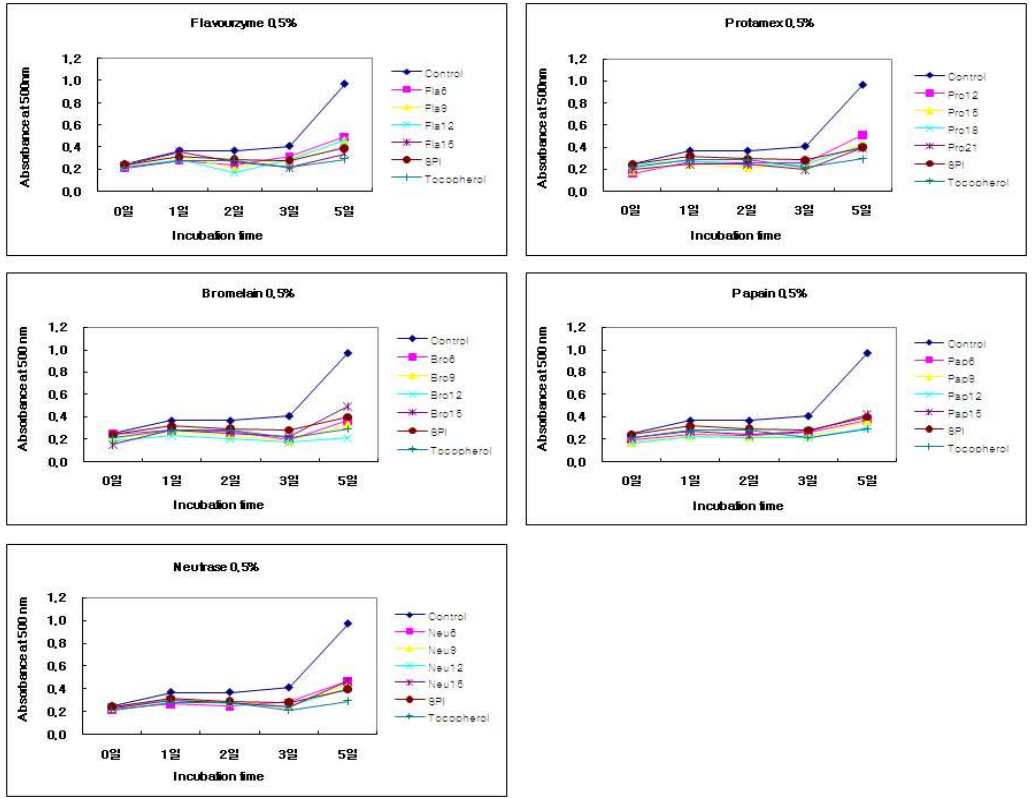 Flavourzyme 0,5%
Absorbance at 500nm
1,2
1,0
0,8
0,6
0,4
0,2
0,0
0일 1일 2일 3일 5일
Incubation time
Control
Fla6
Fla9
Fla12
Fla15
SPI
Tocopherol
Protamex 0,5%
Absorbance at 500nm
1,2
1,0
0,8
0,6
0,4
0,2
0,0
0일 1일 2일 3일 5일
Incubation time
Control
Pro12
Pro15
Pro18
Pro21
SPI
Tocopherol
Bromelain 0,5%
Absorbance at 500 nm
1,2
1,0
0,8
0,6
0,4
0,2
0,0
0일 1일 2일 3일 5일
Incubation time
Control
Bro6
Bro9
Bro12
Bro15
SPI
Tocopherol
Papain 0,5%
Absorbance at 500 nm
1,2
1,0
0,8
0,6
0,4
0,2
0,0
0일 1일 2일 3일 5일
Incubation time
Control
Pap6
Pap9
Pap12
Pap15
SPI
Tocopherol
Neutrase 0,5%
Absorbance at 500 nm
1,2
1,0
0,8
0,6
0,4
0,2
0,0
0일 1일 2일 3일 5일
Incubation time
Control
Neu6
Neu9
Neu12
Neu15
SPI
Tocopherol